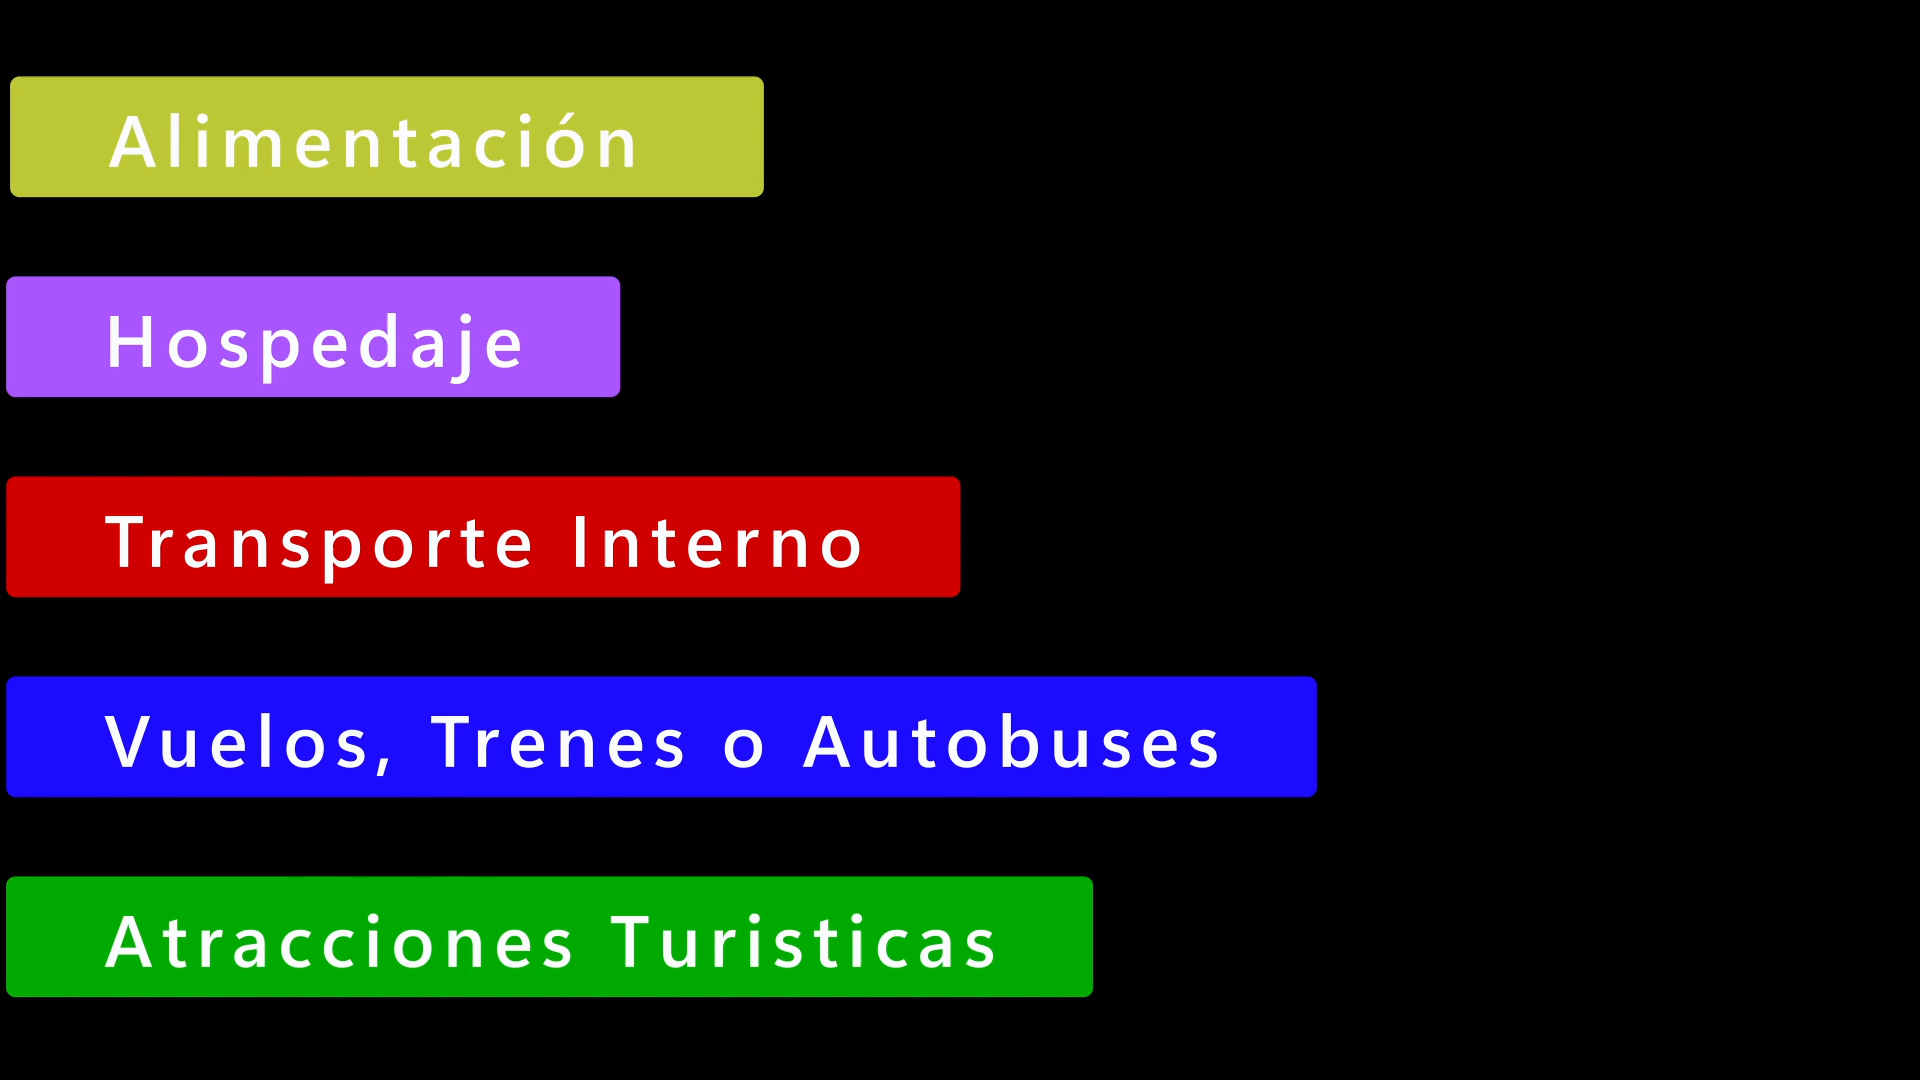 Alimentación
Hospedaje
Transporte Interno
Vuelos, Trenes o Autobuses
Atracciones Turisticas